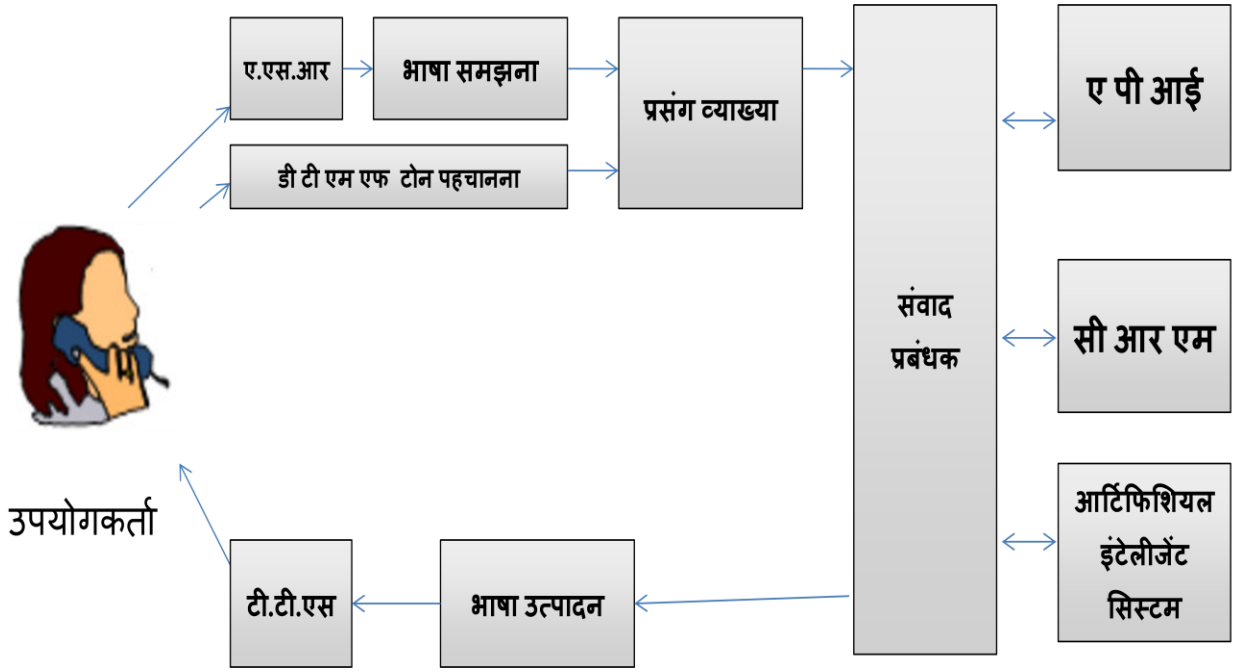 ए.एस.आर
भाषा समझना
प्रसंग व्याख्या
डी टी एम एफ टोन पहचानना
संवाद
प्रबंधक
ए पी आई
सी आर एम
आर्टिफिशियल
इंटेलीजेंट
सिस्टम
उपयोगकर्ता
टी.टी.एस
भाषा उत्पादन